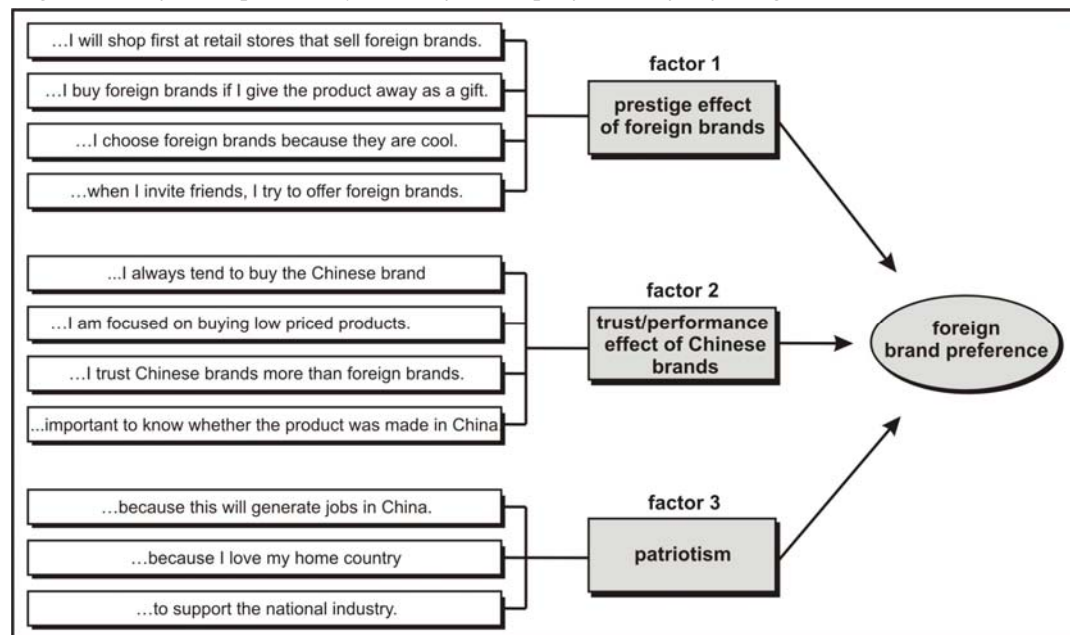 …I will shop first at retail stores that sell foreign brands.
…I buy foreign brands if I give the product away as a gift.
…I choose foreign brands because they are cool.
…when I invite friends, I try to offer foreign brands.
factor 1
prestige effect
of foreign brands
...I always tend to buy the Chinese brand
…I am focused on buying low priced products.
…I trust Chinese brands more than foreign brands.
...important to know whether the product was made in China
factor 2
trust/performance
effect of Chinese
brands
foreign
brand preference
…because this will generate jobs in China.
…because I love my home country
…to support the national industry.
factor 3
patriotism